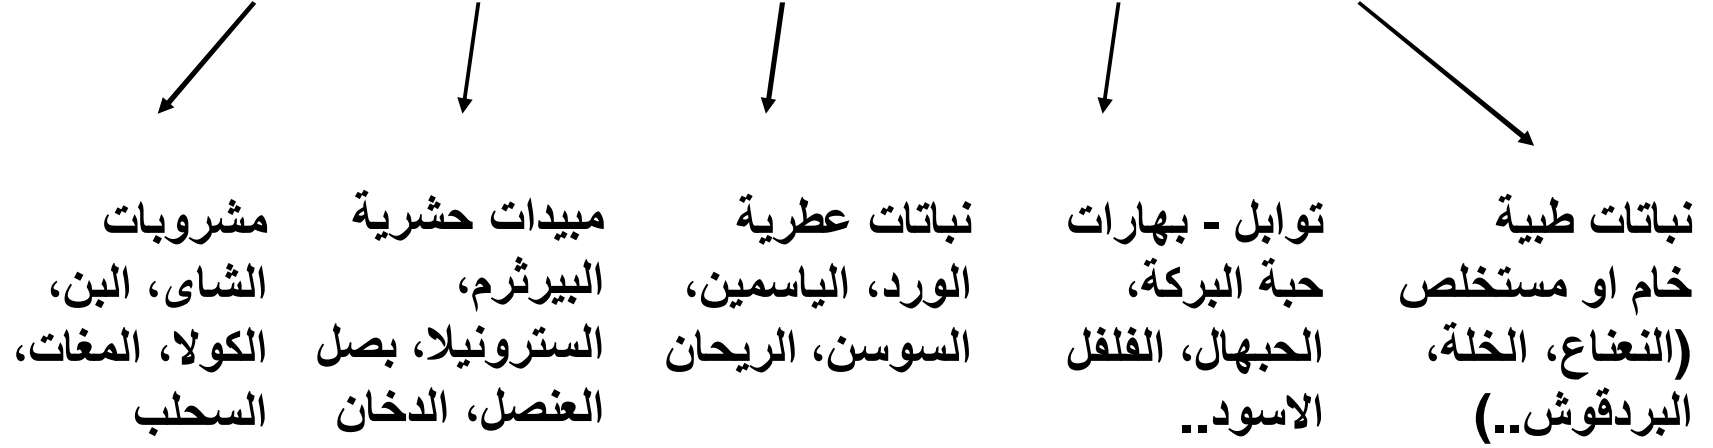 نباتات طبية
خام او مستخلص
(النعناع، الخلة،
البردقوش..)
توابل - بهارات
حبة البركة،
الحبهال، الفلفل
الاسود..
نباتات عطرية
الورد، الياسمين،
السوسن، الريحان
مبيدات حشرية
البيرثرم،
السترونيلا، بصل
العنصل، الدخان
مشروبات
الشاى، البن،
الكولا، المغات،
السحلب